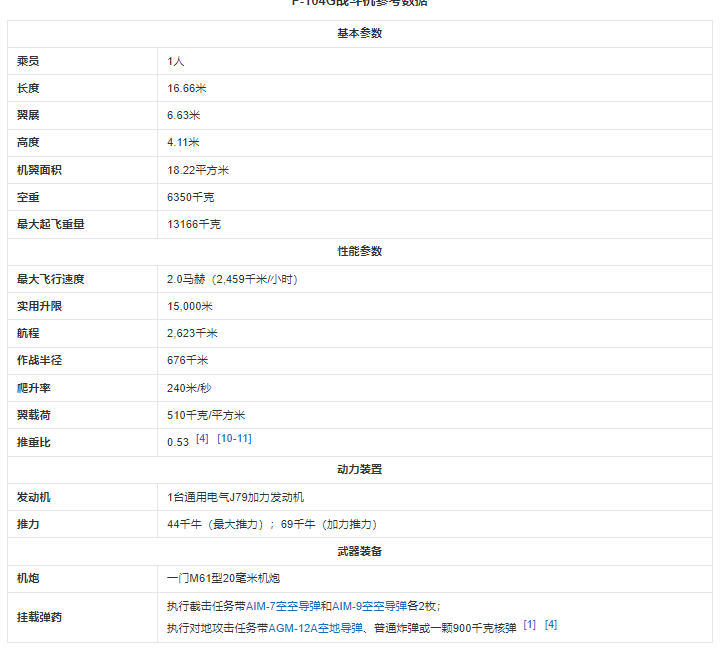 F-104G战斗机参考数据
基本参数
乘员 1人
长度 16.66米
翼展 6.63米
高度 4.11米
机翼面积 18.22平方米
空重 6350千克
最大起飞重量 13166千克
性能参数
最大飞行速度 2.0马赫（2,459千米/小时）
实用升限 15,000米
航程 2,623千米
作战半径 676千米
爬升率 240米/秒
翼载荷 510千克/平方米
推重比 0.53 [4] [10-11]
动力装置
发动机 1台通用电气J79加力发动机
推力 44千牛（最大推力）；69千牛（加力推力）
武器装备
机炮 一门M61型20毫米机炮
挂载弹药 执行截击任务带AIM-7空空导弹和AIM-9空空导弹各2枚；
执行对地攻击任务带AGM-12A空地导弹、普通炸弹或一颗900千克核弹 [1] [4]